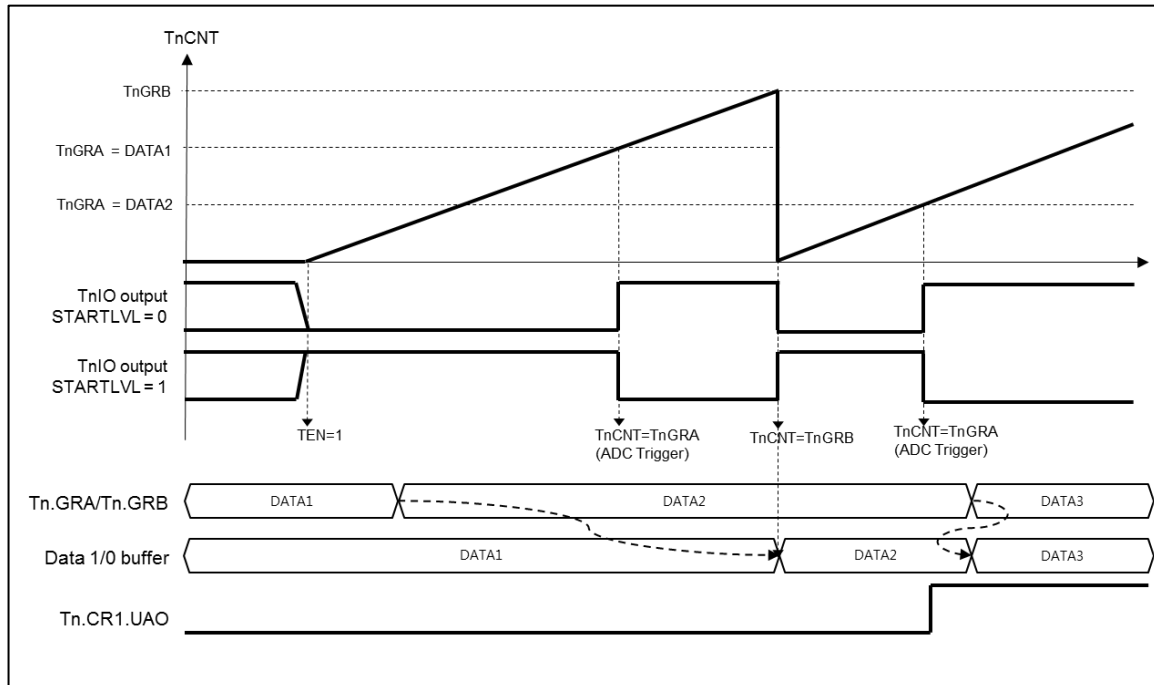 TnCNT
TnGRB
TnGRA = DATA1
TnGRA = DATA2
TnIO output
STARTLVL = 0
TnIO output
STARTLVL = 1
TEN=1
TnCNT=TnGRA
(ADC Trigger)
TnCNT=TnGRB
TnCNT=TnGRA
(ADC Trigger)
Tn.GRA/Tn.GRB
DATA1
DATA2
DATA3
Data 1/0 buffer
DATA1
DATA2
DATA3
Tn.CR1.UAO